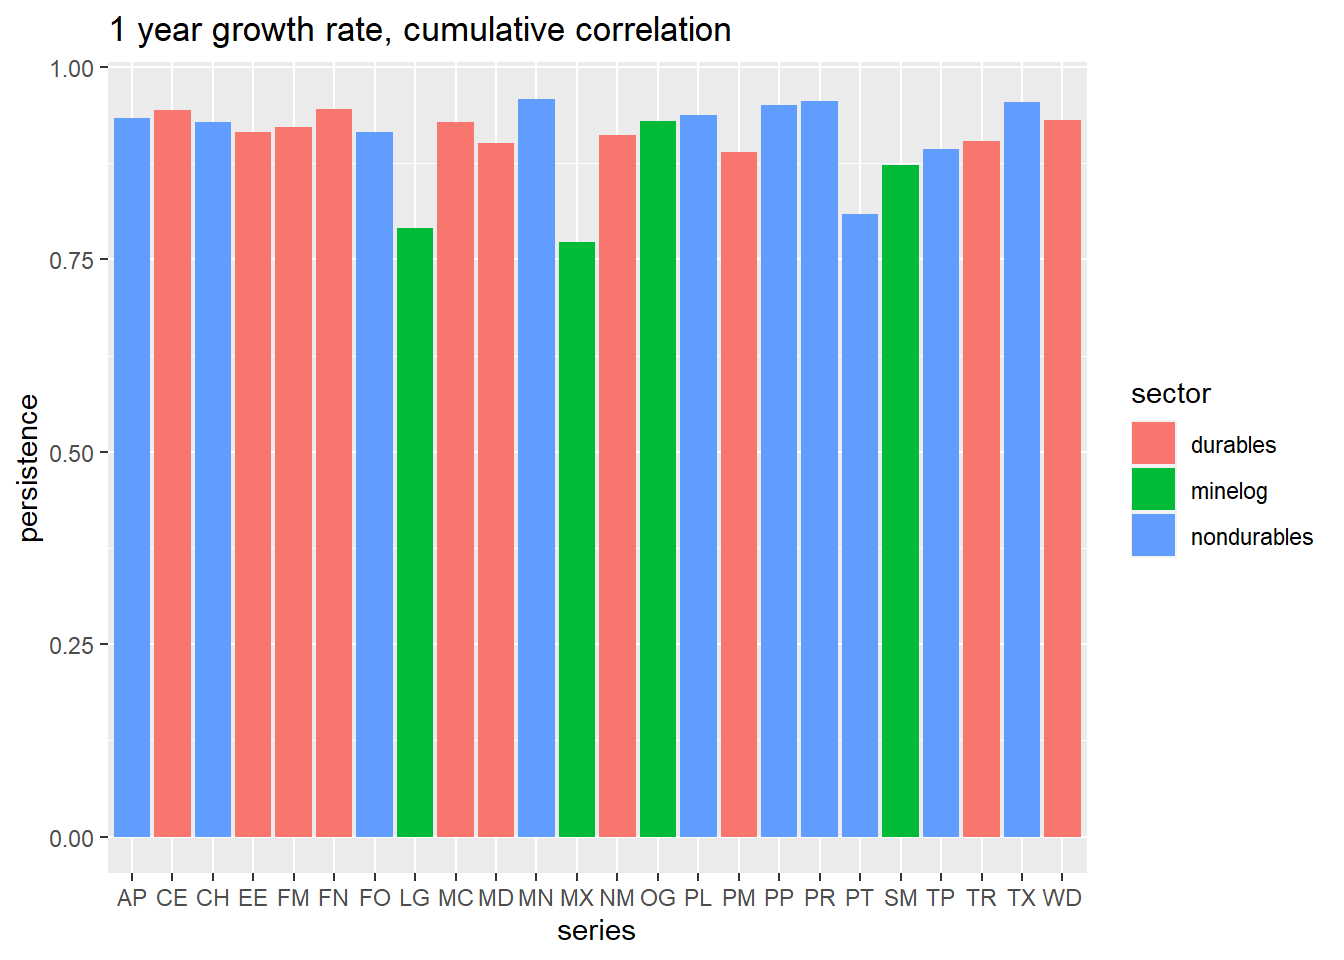 1 year growth rate, cumulative correlation
persistence
1.00
0.75
0.50
0.25
0.00
AP CE CH EE FM FN FO LG MC MD MN MX NM OG PL PM PP PR PT SM TP TR TX WD
series
sector
durables
minelog
nondurables